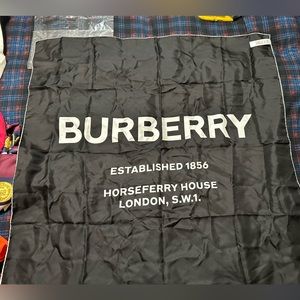 BURBERRY
ESTABLISHED 1856
HORSEFERRY HOUSE
LONDON, S.W.1.